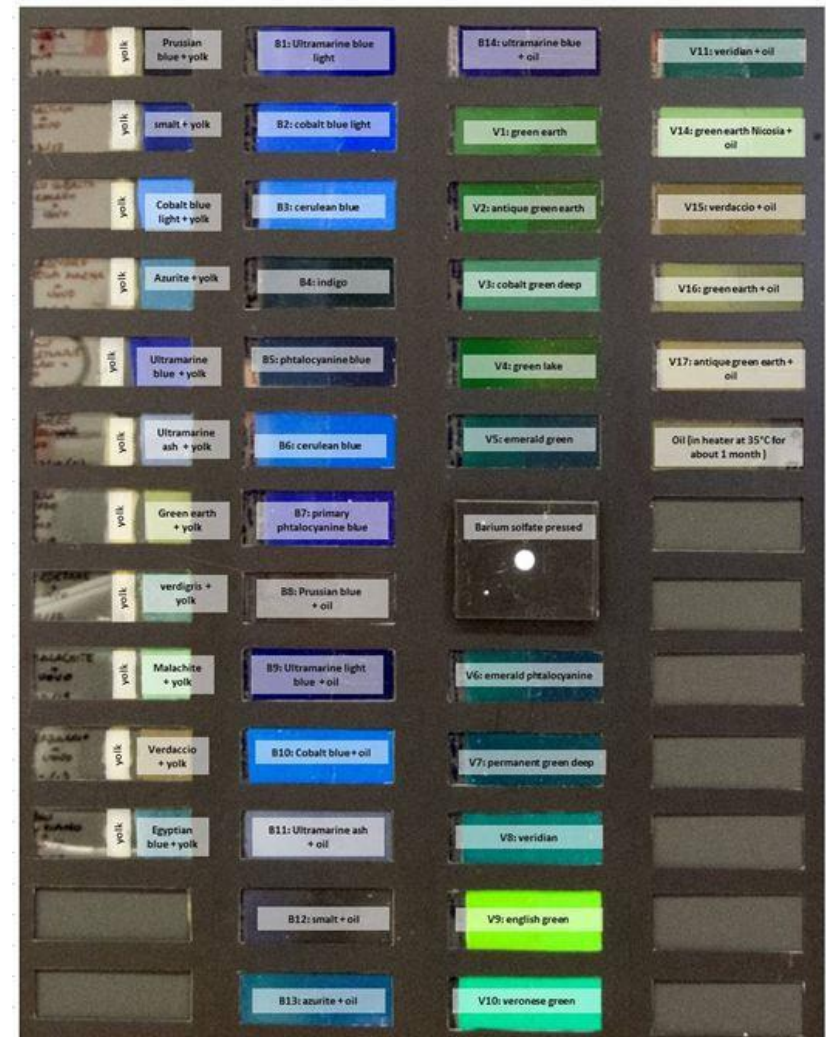 yolk
Prussian
blue + yolk
yolk
smalt + yolk
yolk
Cobalt blue
light + yolk
yolk
Azurite + yolk
yolk
Ultramarine
blue + yolk
yolk
Ultramarine
ash + yolk
yolk
Green earth
+ yolk
yolk
verdigris +
yolk
yolk
Malachite
+ yolk
yolk
Verdaccio
+ yolk
yolk
Egyptian
blue + yolk
B1: Ultramarine blue
light
B2: cobalt blue light
B3: cerulean blue
B4: indigo
B5: phtalocyanine blue
B6: cerulean blue
B7: primary
phtalocyanine blue
B8: Prussian blue
+ oil
B9: Ultramarine light
blue + oil
B10: Cobalt blue + oil
B11: Ultramarine ash
+ oil
B12: smalt + oil
B13: azurite + oil
B14: ultramarine blue
+ oil
V1: green earth
V2: antique green earth
V3: cobalt green deep
V4: green lake
V5: emerald green
Barium solfate pressed
V6: emerald phtalocyanine
V7: permanent green deep
V8: veridian
V9: english green
V10: veronese green
V11: veridian + oil
V14: green earth Nicosia +
oil
V15: verdaccio + oil
V16: green earth + oil
V17: antique green earth +
oil
Oil (in heater at 35°C for
about 1 month )